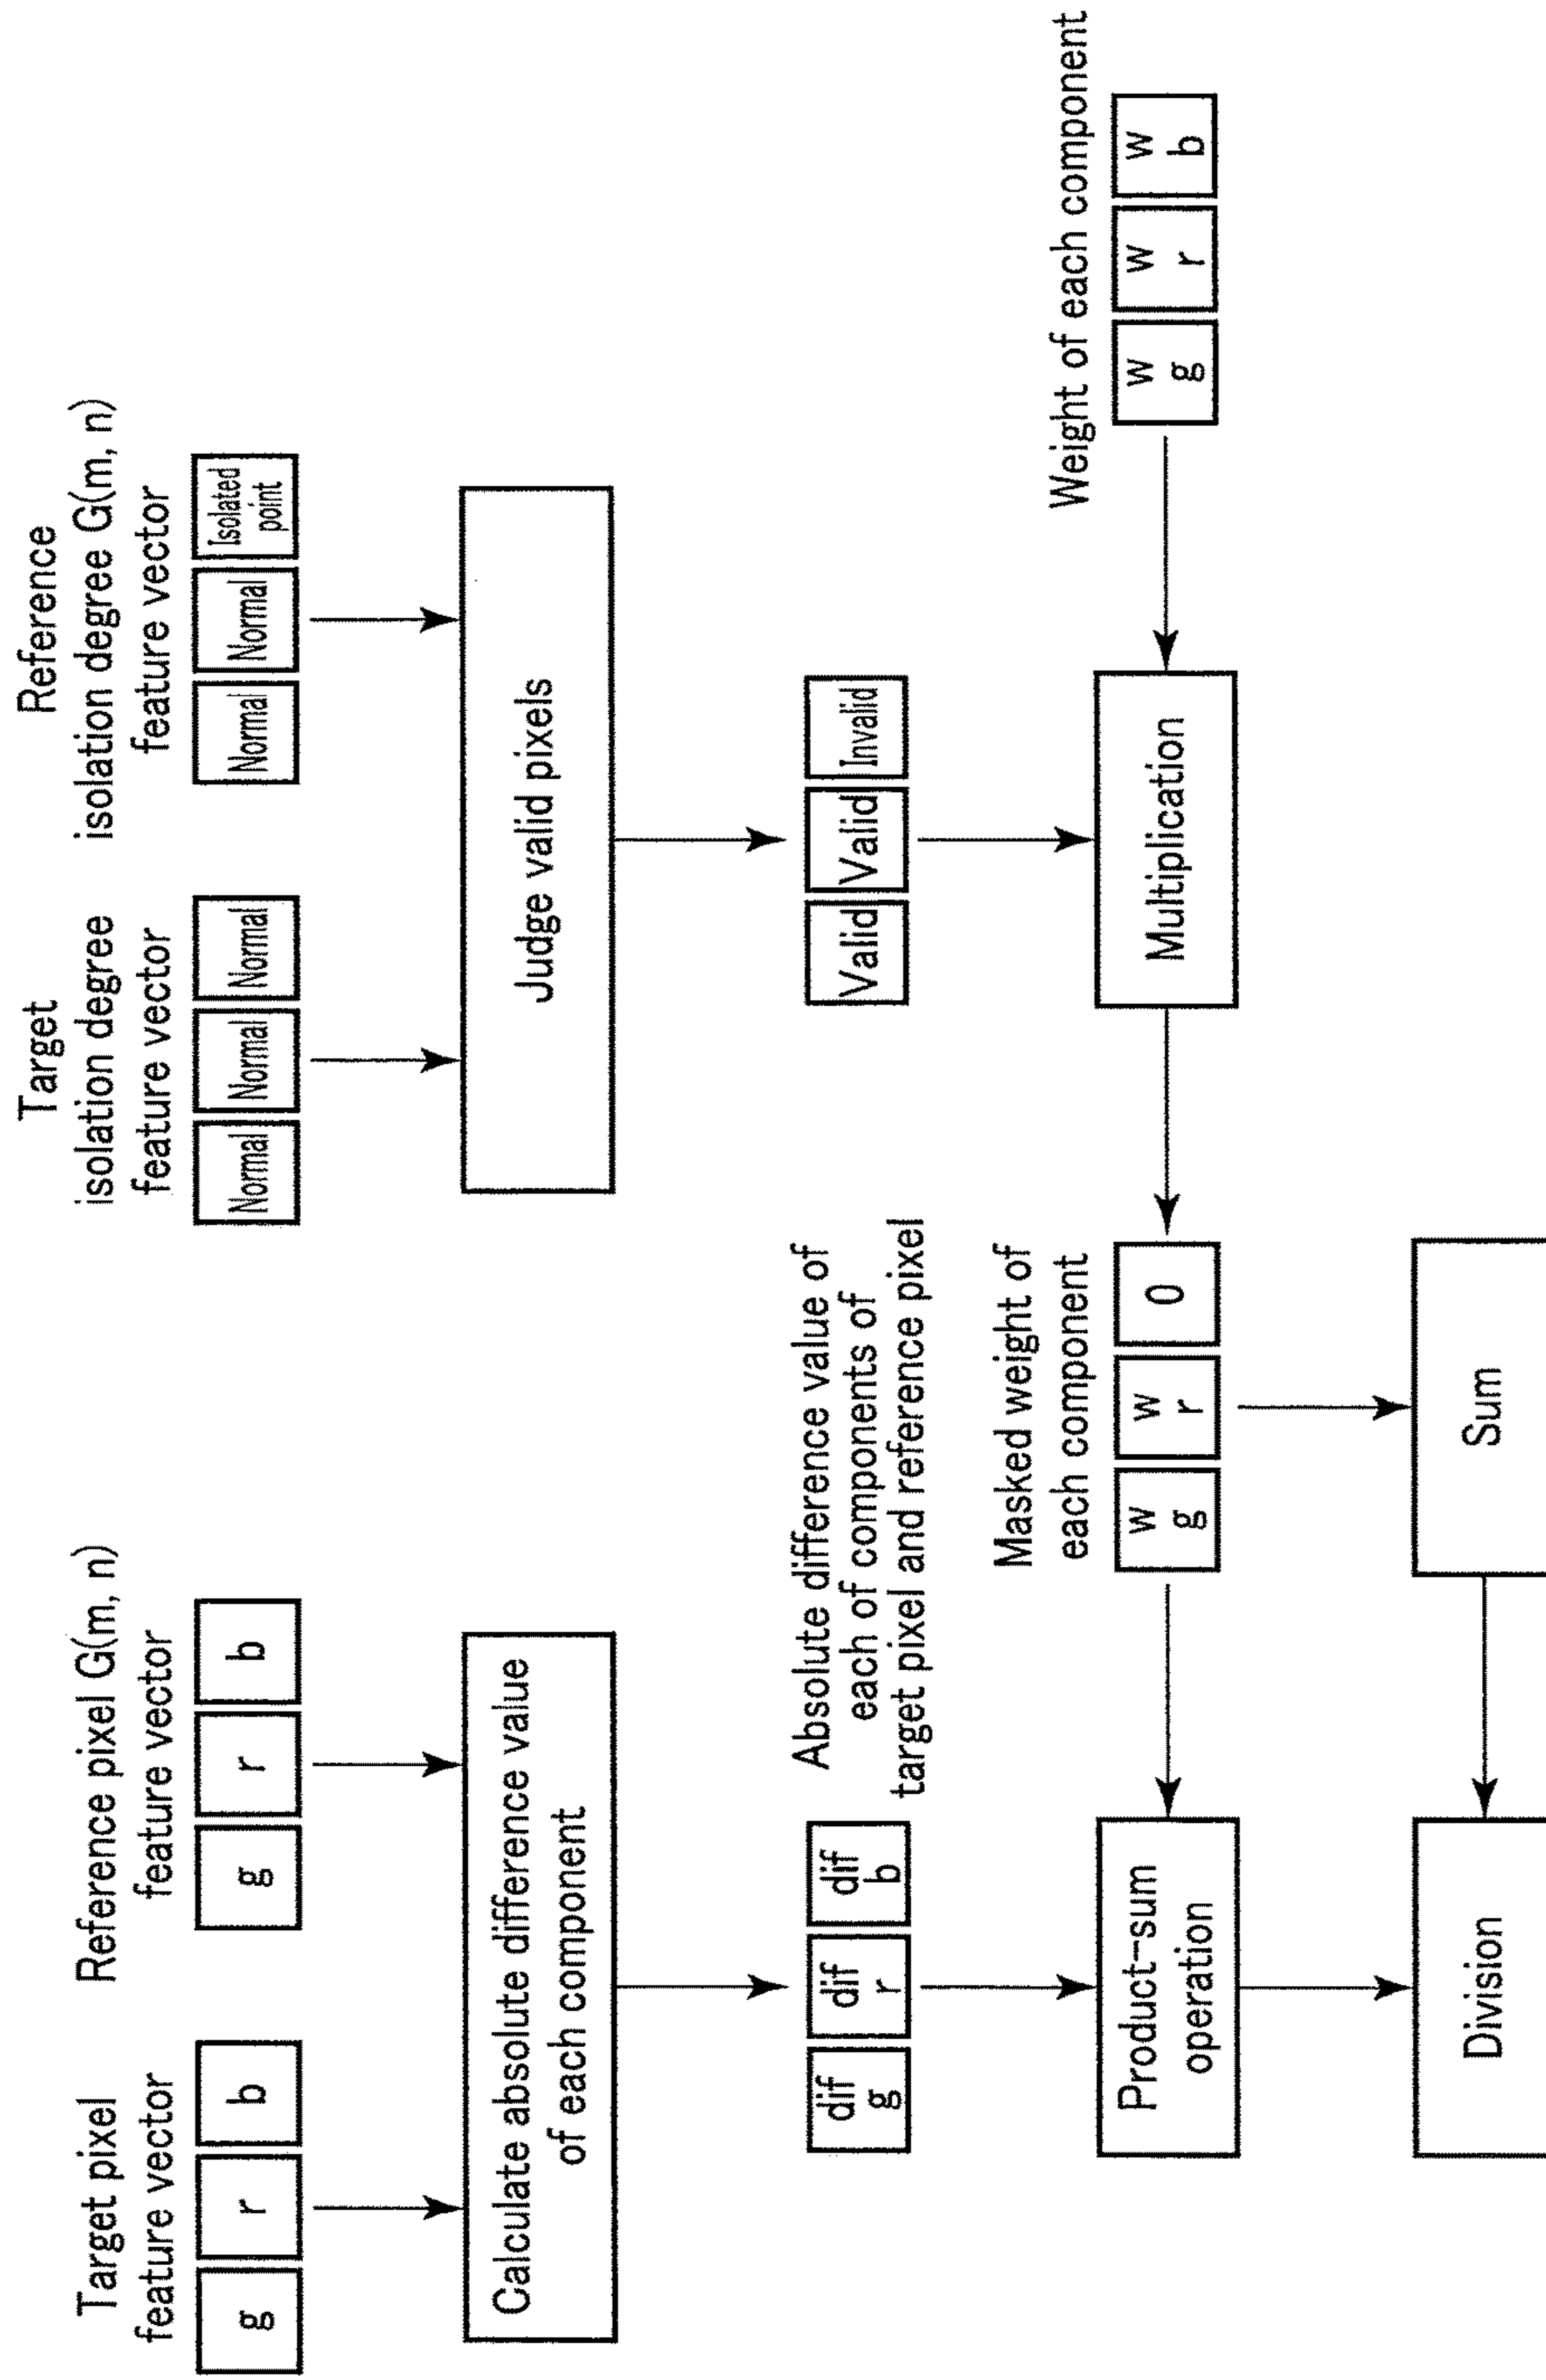 Target pixel
feature vector
g
r
b
Reference pixel G(m, n)
feature vector
g
r
b
Target
isolation degree
feature vector
Normal
Normal
Normal
Reference
isolation degree G(m, n)
feature vector
Normal
Normal
Isolated
point
Calculate absolute difference value
of each component
Judge valid pixels
dif
g
dif
r
dif
b
Absolute difference value of
each of components of
target pixel and reference pixel
Valid
Valid
Invalid
Masked weight of
each component
w
g
w
r
0
Weight of each component
w
g
w
r
w
b
Product-sum
operation
Multiplication
Division
Sum